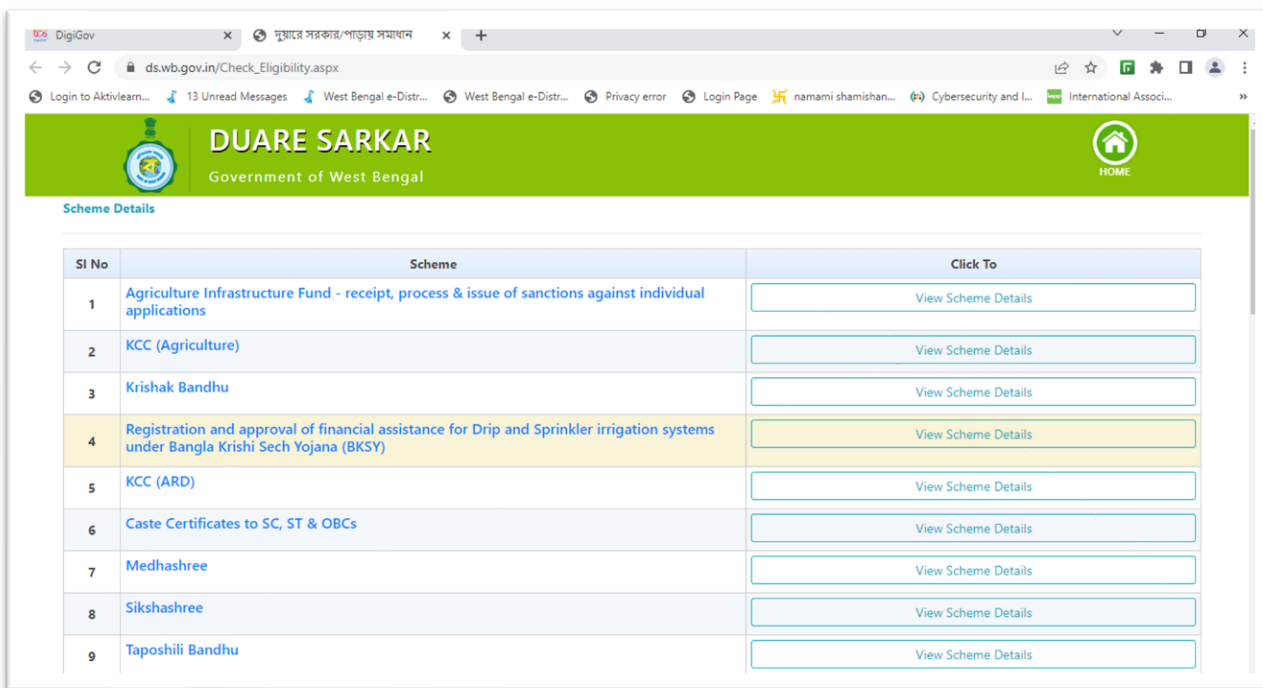 DigiGov
দুয়ারে সরকার/পাড়ায় সমাধান
ds.wb.gov.in/Check_Eligibility.aspx
Login to Aktivlearn... 13 Unread Messages West Bengal e-Distr... West Bengal e-Distr... Privacy error Login Page namami shamishan... Cybersecurity and I... International Associ... »
DUARE SARKAR
Government of West Bengal
HOME
Scheme Details
SI No Scheme Click To
1 Agriculture Infrastructure Fund - receipt, process & issue of sanctions against individual
applications
View Scheme Details
2 KCC (Agriculture) View Scheme Details
3 Krishak Bandhu View Scheme Details
4 Registration and approval of financial assistance for Drip and Sprinkler irrigation systems
under Bangla Krishi Sech Yojana (BKSY)
View Scheme Details
5 KCC (ARD) View Scheme Details
6 Caste Certificates to SC, ST & OBCs View Scheme Details
7 Medhashree View Scheme Details
8 Sikshashree View Scheme Details
9 Taposhili Bandhu View Scheme Details